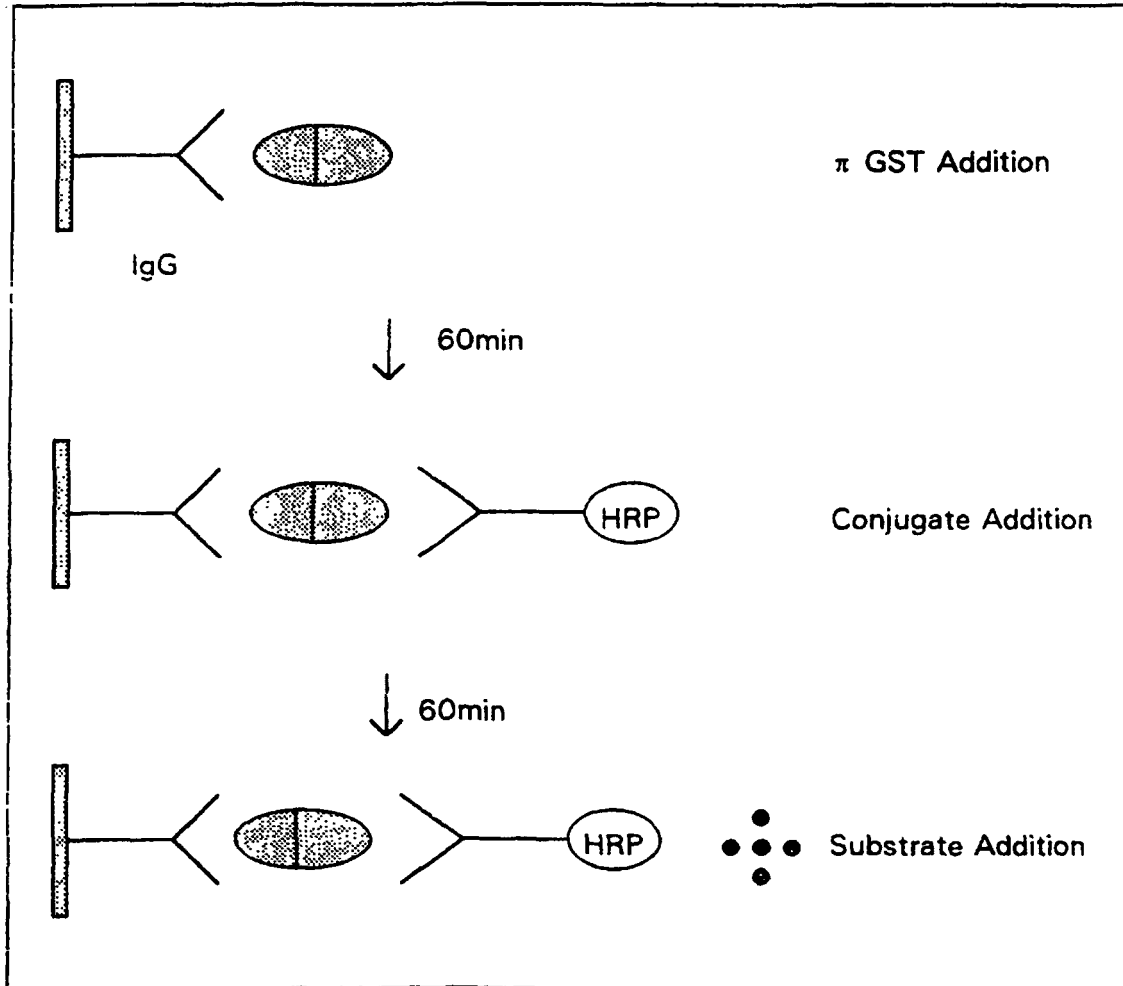 π GST Addition
IgG
60min
HRP
Conjugate Addition
60min
HRP
Substrate Addition